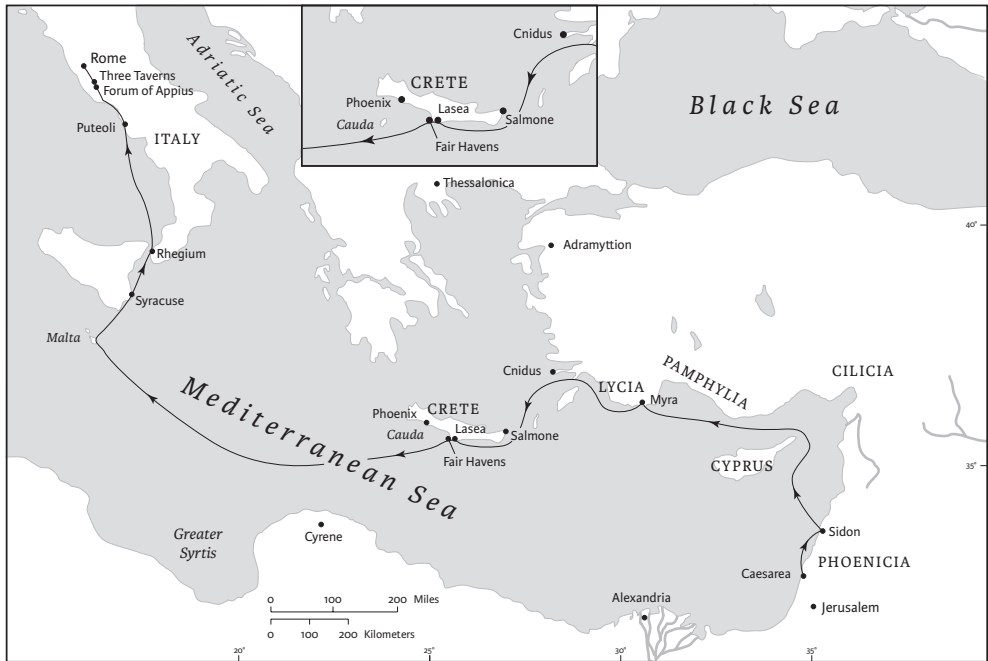 Rome
Three Taverns
Forum of Appius
Puteoli
ITALY
Adriatic Sea
Rhegium
Syracuse
Malta
Cnidus
CRETE
Phoenix
Lasea
Cauda
Salmone
Fair Havens
Black Sea
Thessalonica
Adramyttion
40°
Mediterranean Sea
Cnidus
LYCIA
Myra
PAMPHYLIA
CILICIA
Phoenix
CRETE
Cauda
Lasea
Salmone
Fair Havens
CYPRUS
35°
Greater
Syrtis
Cyrene
Sidon
PHOENICIA
Caesarea
Jerusalem
Alexandria
0 100 200 Miles
0 100 200 Kilometers
20° 25° 30° 35°